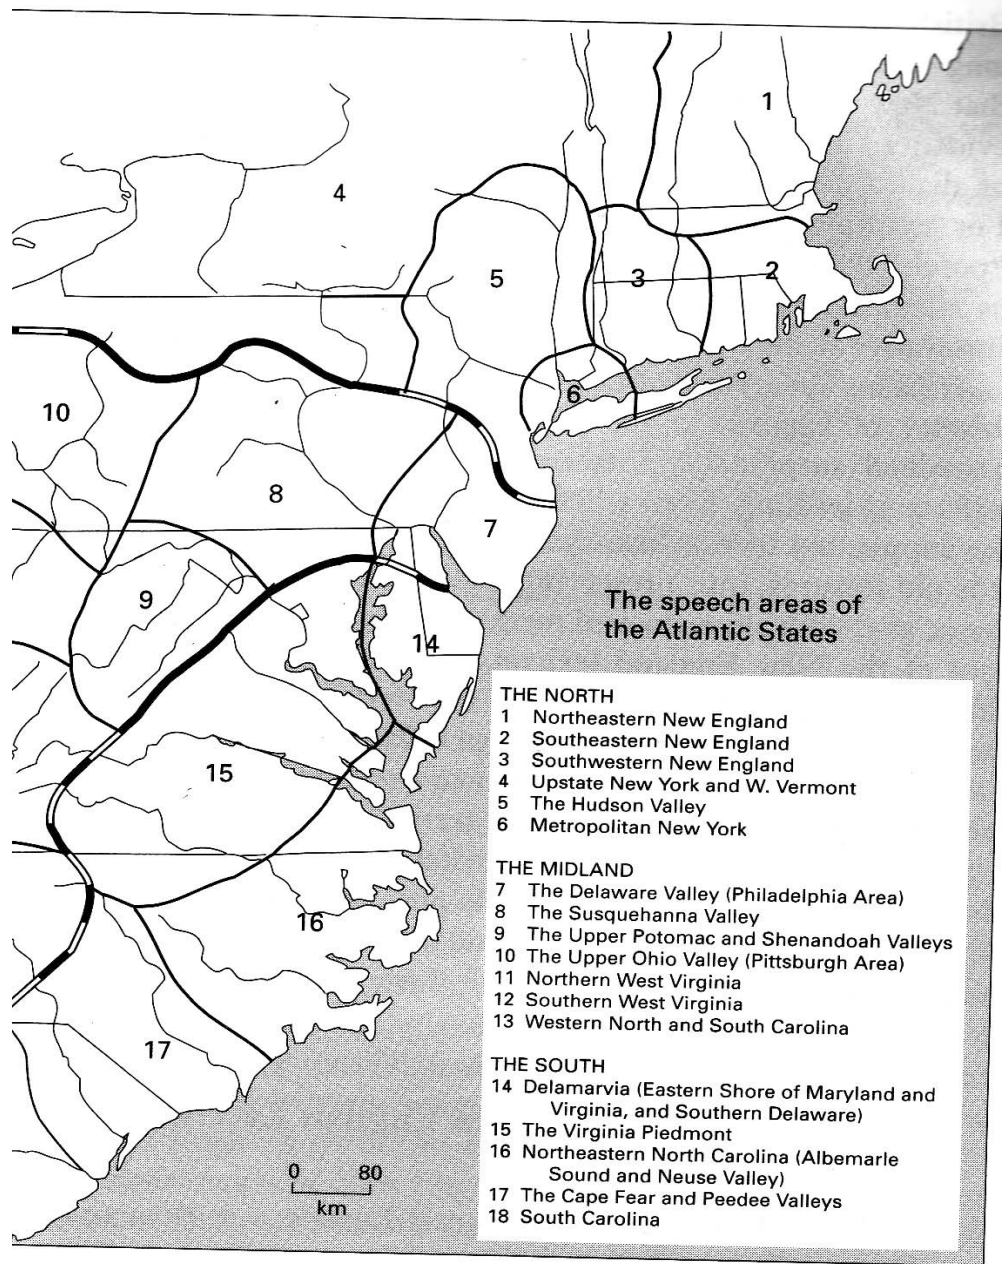 1
4
2
3
5
6
10
8
7
9
14
15
16
17
The speech areas of
the Atlantic States
THE NORTH
1 Northeastern New England
2 Southeastern New England
3 Southwestern New England
4 Upstate New York and W. Vermont
5 The Hudson Valley
6 Metropolitan New York
THE MIDLAND
7 The Delaware Valley (Philadelphia Area)
8 The Susquehanna Valley
9 The Upper Potomac and Shenandoah Valleys
10 The Upper Ohio Valley (Pittsburgh Area)
11 Northern West Virginia
12 Southern West Virginia
13 Western North and South Carolina
THE SOUTH
14 Delamarvia (Eastern Shore of Maryland and
Virginia, and Southern Delaware)
15 The Virginia Piedmont
16 Northeastern North Carolina (Albemarle
Sound and Neuse Valley)
17 The Cape Fear and Peedee Valleys
18 South Carolina
0 80
km